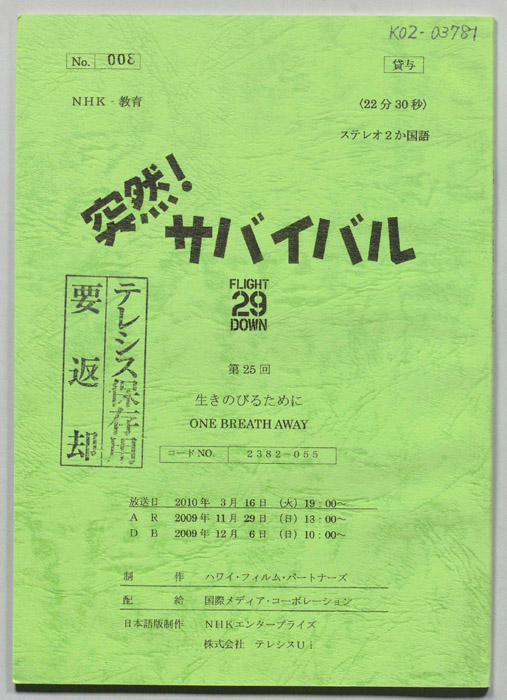 K02-03781
No. 008
貸与
NHK - 教育
〈22分30秒〉
ステレオ2か国語
突然!
サバイバル
FLIGHT
29
DOWN
テレシス保存用
要返却
第25回
生きのびるために
ONE BREATH AWAY
コードNO. 2382-055
放送日 2010年 3月16日 (火) 19:00～
A R 2009年 11月 29日 (日) 13:00～
D B 2009年 12月 6日 (日) 10:00～
制 作 ハワイ・フィルム・パートナーズ
配 給 国際メディア・コーポレーション
日本語版制作 NHKエンタープライズ
株式会社 テレシスUi